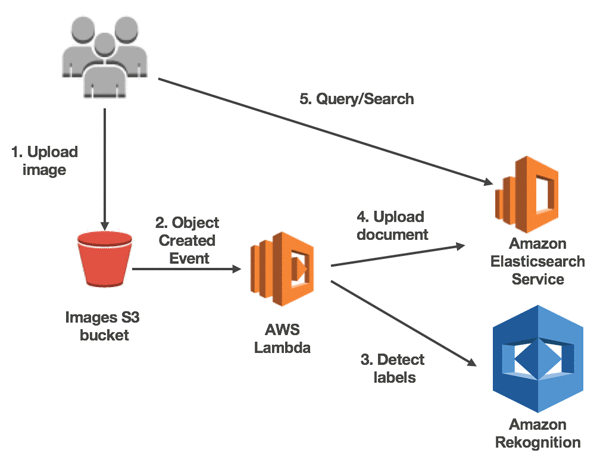 5. Query/Search
1. Upload
image
2. Object
Created
Event
4. Upload
document
Amazon
Elasticsearch
Service
Images S3
bucket
AWS
Lambda
3. Detect
labels
Amazon
Rekognition